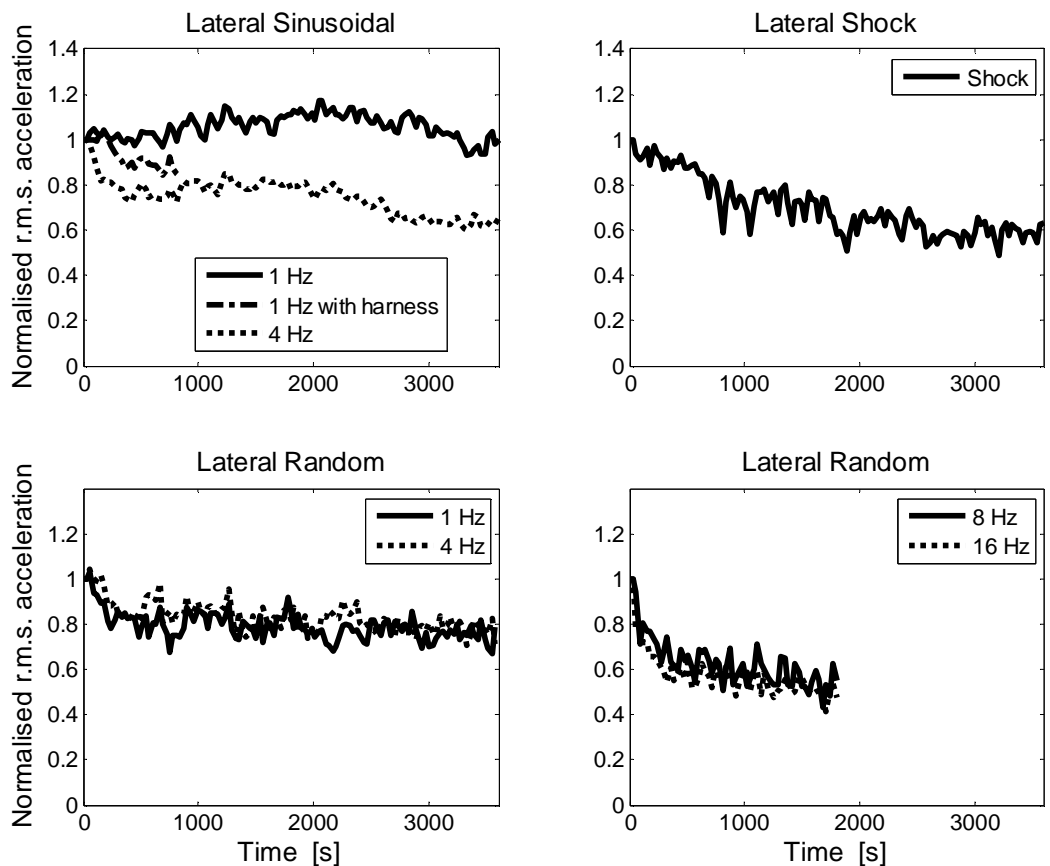 Lateral Sinusoidal
Normalised r.m.s. acceleration
1.4
1.2
1
0.8
0.6
0.4
0.2
0
1 Hz
1 Hz with harness
4 Hz
0 1000 2000 3000
Lateral Shock
1.4
1.2
1
0.8
0.6
0.4
0.2
0
Shock
0 1000 2000 3000
Lateral Random
Normalised r.m.s. acceleration
1.2
1
0.8
0.6
0.4
0.2
0
1 Hz
4 Hz
0 1000 2000 3000
Time [s]
Lateral Random
1.2
1
0.8
0.6
0.4
0.2
0
8 Hz
16 Hz
0 1000 2000 3000
Time [s]